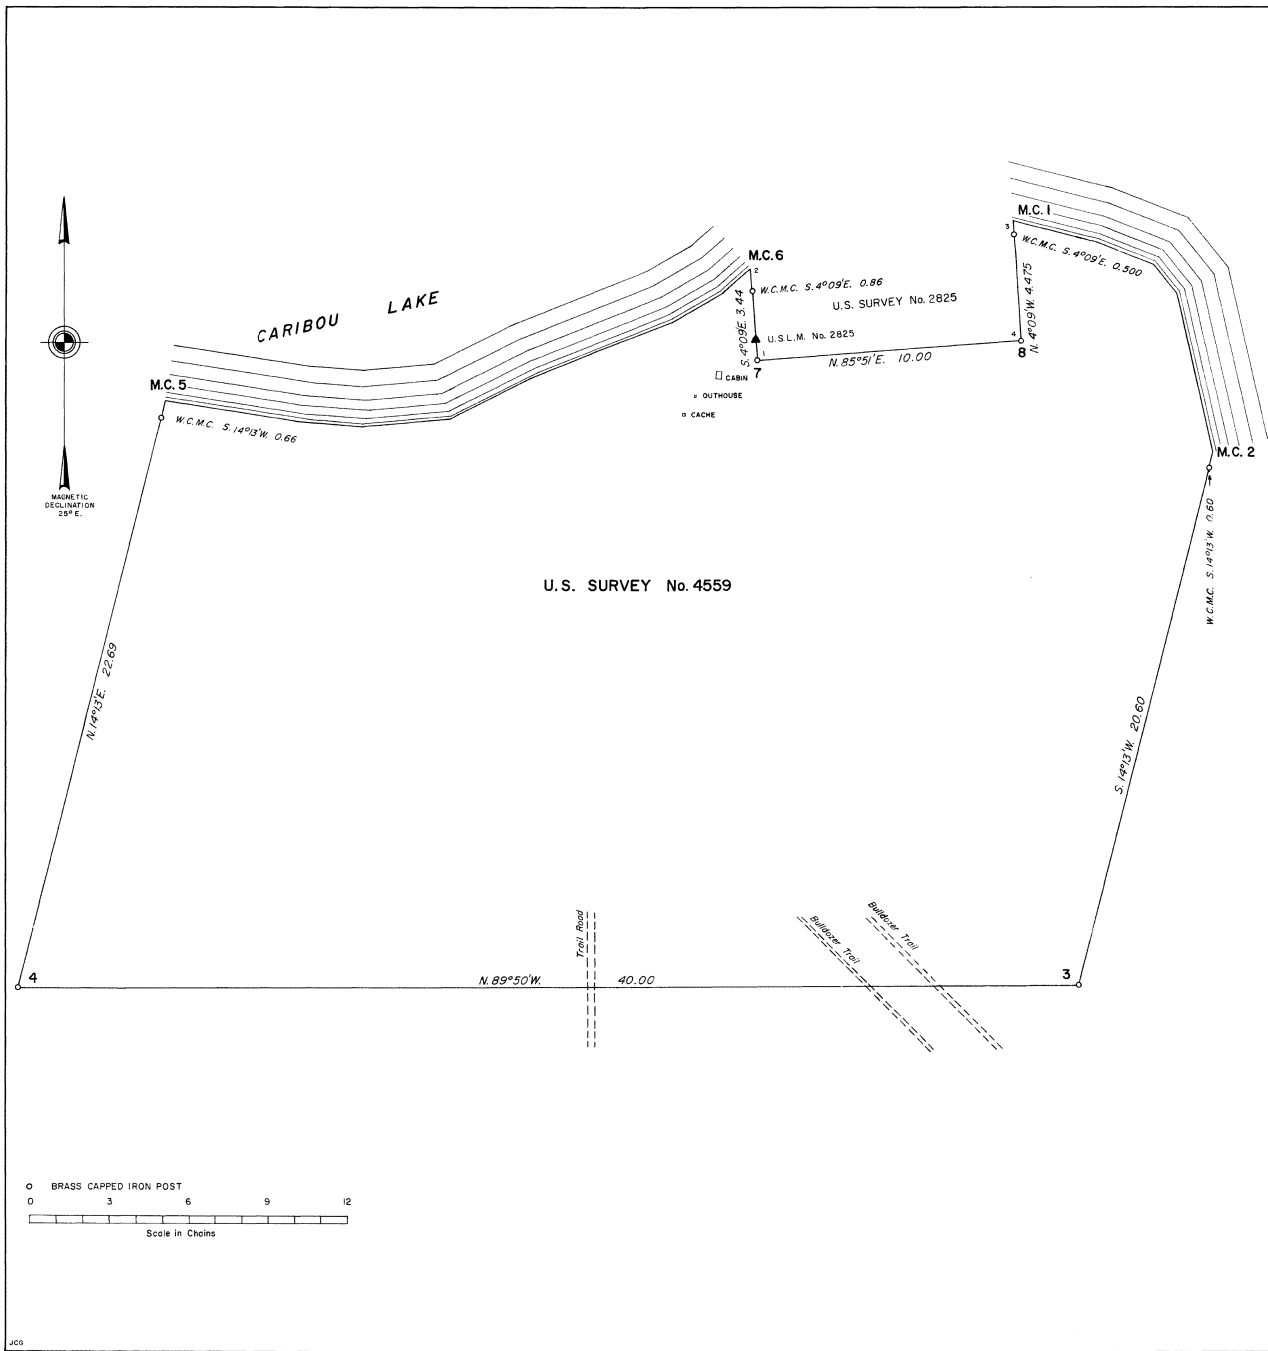 M.C. 1
3
W.C.M.C. S. 4°09'E. 0.500
M.C. 6
2
W.C.M.C. S. 4°09'E. 0.86
U.S. SURVEY No. 2825
CARIBOU LAKE
S. 4°09'E. 3.44
N. 4°09'W. 4.475
U.S.L.M. No. 2825
1
7
N. 85°51'E. 10.00
4
8
M.C. 5
CABIN
OUTHOUSE
CACHE
W.C.M.C. S. 14°13'W. 0.66
M.C. 2
W.C.M.C. S. 14°13'W. 0.60
MAGNETIC
DECLINATION
25° E.
U.S. SURVEY No. 4559
N. 14°13'E. 22.69
S. 14°13'W. 20.60
Trail Road
Bulldozer Trail
Bulldozer Trail
4
N. 89°50'W. 40.00
3
BRASS CAPPED IRON POST
0 3 6 9 12
Scale in Chains
JCG